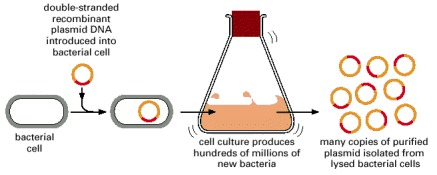 double-stranded
recombinant
plasmid DNA
introduced into
bacterial cell
bacterial
cell
cell culture produces
hundreds of millions of
new bacteria
many copies of purified
plasmid isolated from
lysed bacterial cells